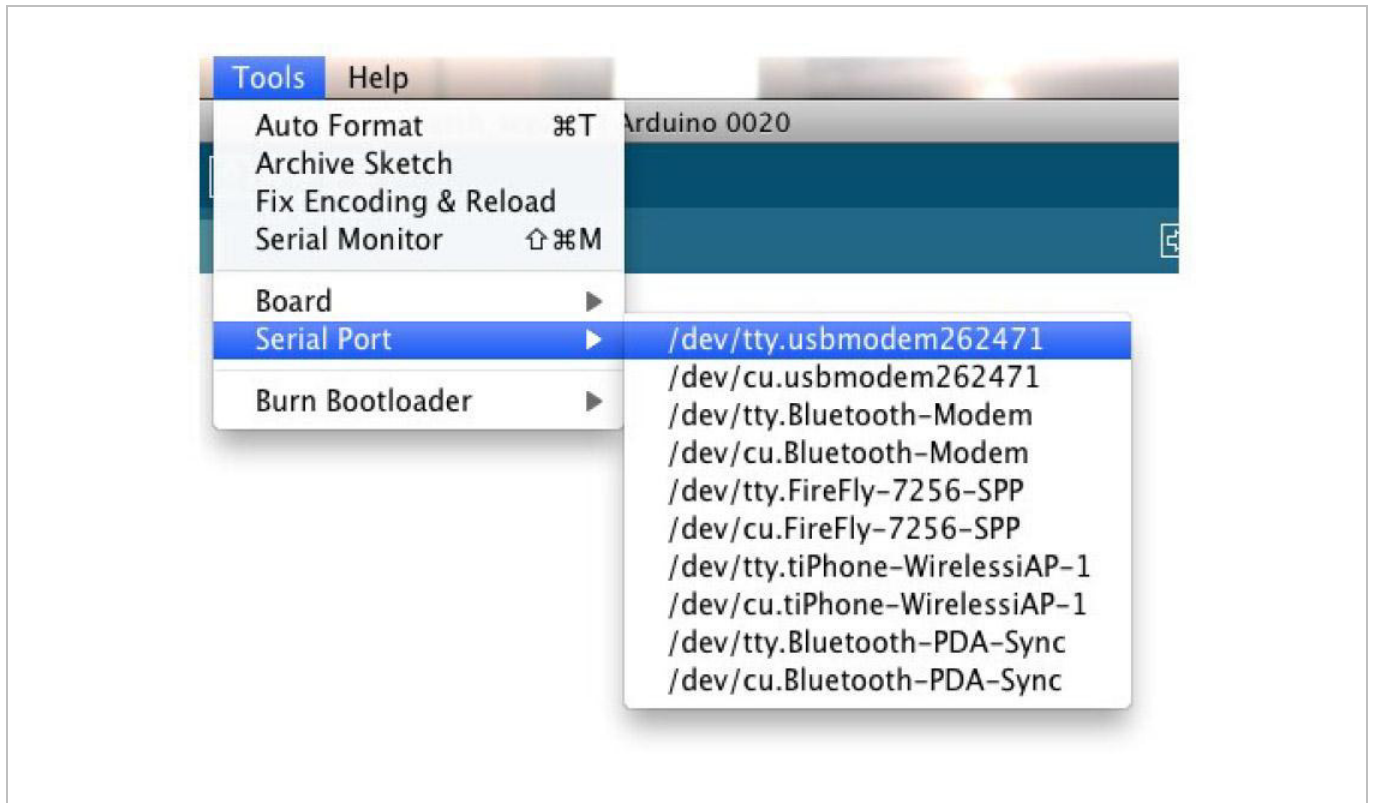 Tools Help
Arduino 0020
Auto Format ⌘T
Archive Sketch
Fix Encoding & Reload
Serial Monitor ⇧⌘M
Board
Serial Port
Burn Bootloader
/dev/tty.usbmodem262471
/dev/cu.usbmodem262471
/dev/tty.Bluetooth-Modem
/dev/cu.Bluetooth-Modem
/dev/tty.FireFly-7256-SPP
/dev/cu.FireFly-7256-SPP
/dev/tty.tiPhone-WirelessiAP-1
/dev/cu.tiPhone-WirelessiAP-1
/dev/tty.Bluetooth-PDA-Sync
/dev/cu.Bluetooth-PDA-Sync